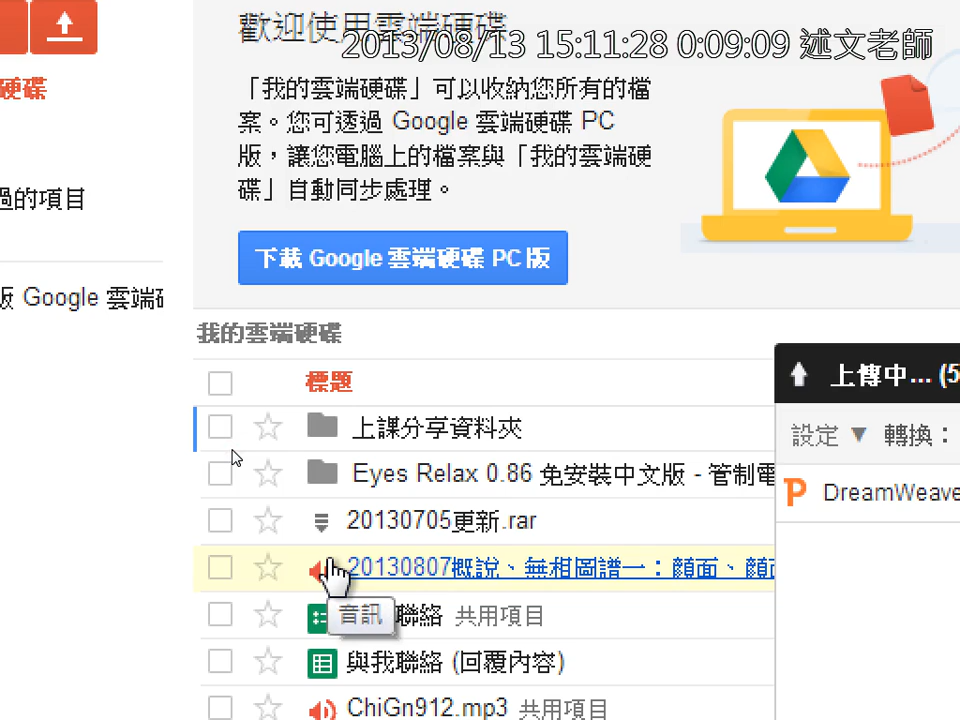 歡迎使用雲端硬碟
2013/08/13 15:11:28 0:09:09 述文老師
硬碟
「我的雲端硬碟」可以收納您所有的檔
案。您可透過 Google 雲端硬碟 PC
版，讓您電腦上的檔案與「我的雲端硬
碟」自動同步處理。
過的項目
下載 Google 雲端硬碟 PC 版
版 Google 雲端硬
我的雲端硬碟
標題
上傳中... (5
上課分享資料夾
設定 ▼ 轉換：
Eyes Relax 0.86 免安裝中文版 - 管制電
DreamWeave
20130705更新.rar
20130807概說、無相圖譜一：顏面、顏面
音訊
聯絡 共用項目
與我聯絡 (回覆內容)
ChiGn912.mp3 共用項目